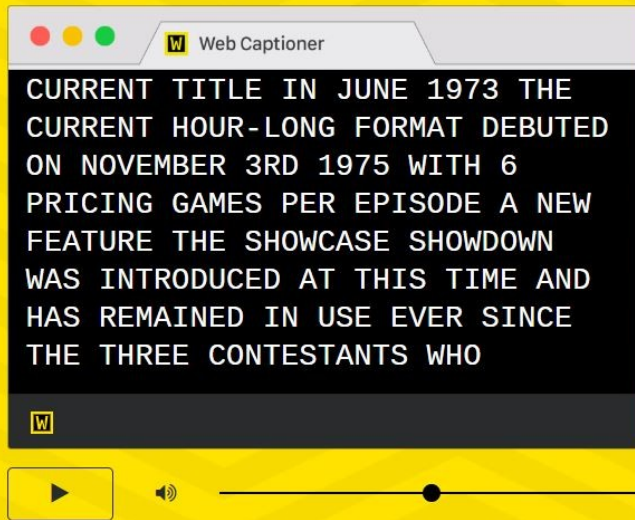 W Web Captioner
CURRENT TITLE IN JUNE 1973 THE
CURRENT HOUR-LONG FORMAT DEBUTED
ON NOVEMBER 3RD 1975 WITH 6
PRICING GAMES PER EPISODE A NEW
FEATURE THE SHOWCASE SHOWDOWN
WAS INTRODUCED AT THIS TIME AND
HAS REMAINED IN USE EVER SINCE
THE THREE CONTESTANTS WHO
W